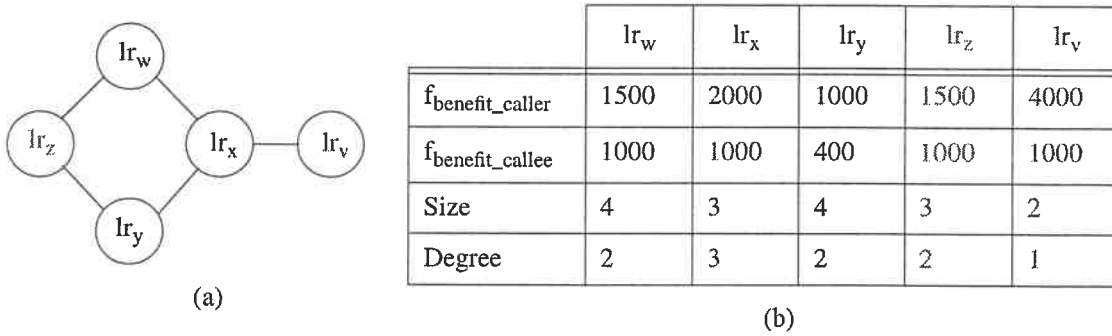 lr_w
lr_z
lr_x
lr_v
lr_y
(a)
lr_w lr_x lr_y lr_z lr_v
f_benefit_caller 1500 2000 1000 1500 4000
f_benefit_callee 1000 1000 400 1000 1000
Size 4 3 4 3 2
Degree 2 3 2 2 1
(b)